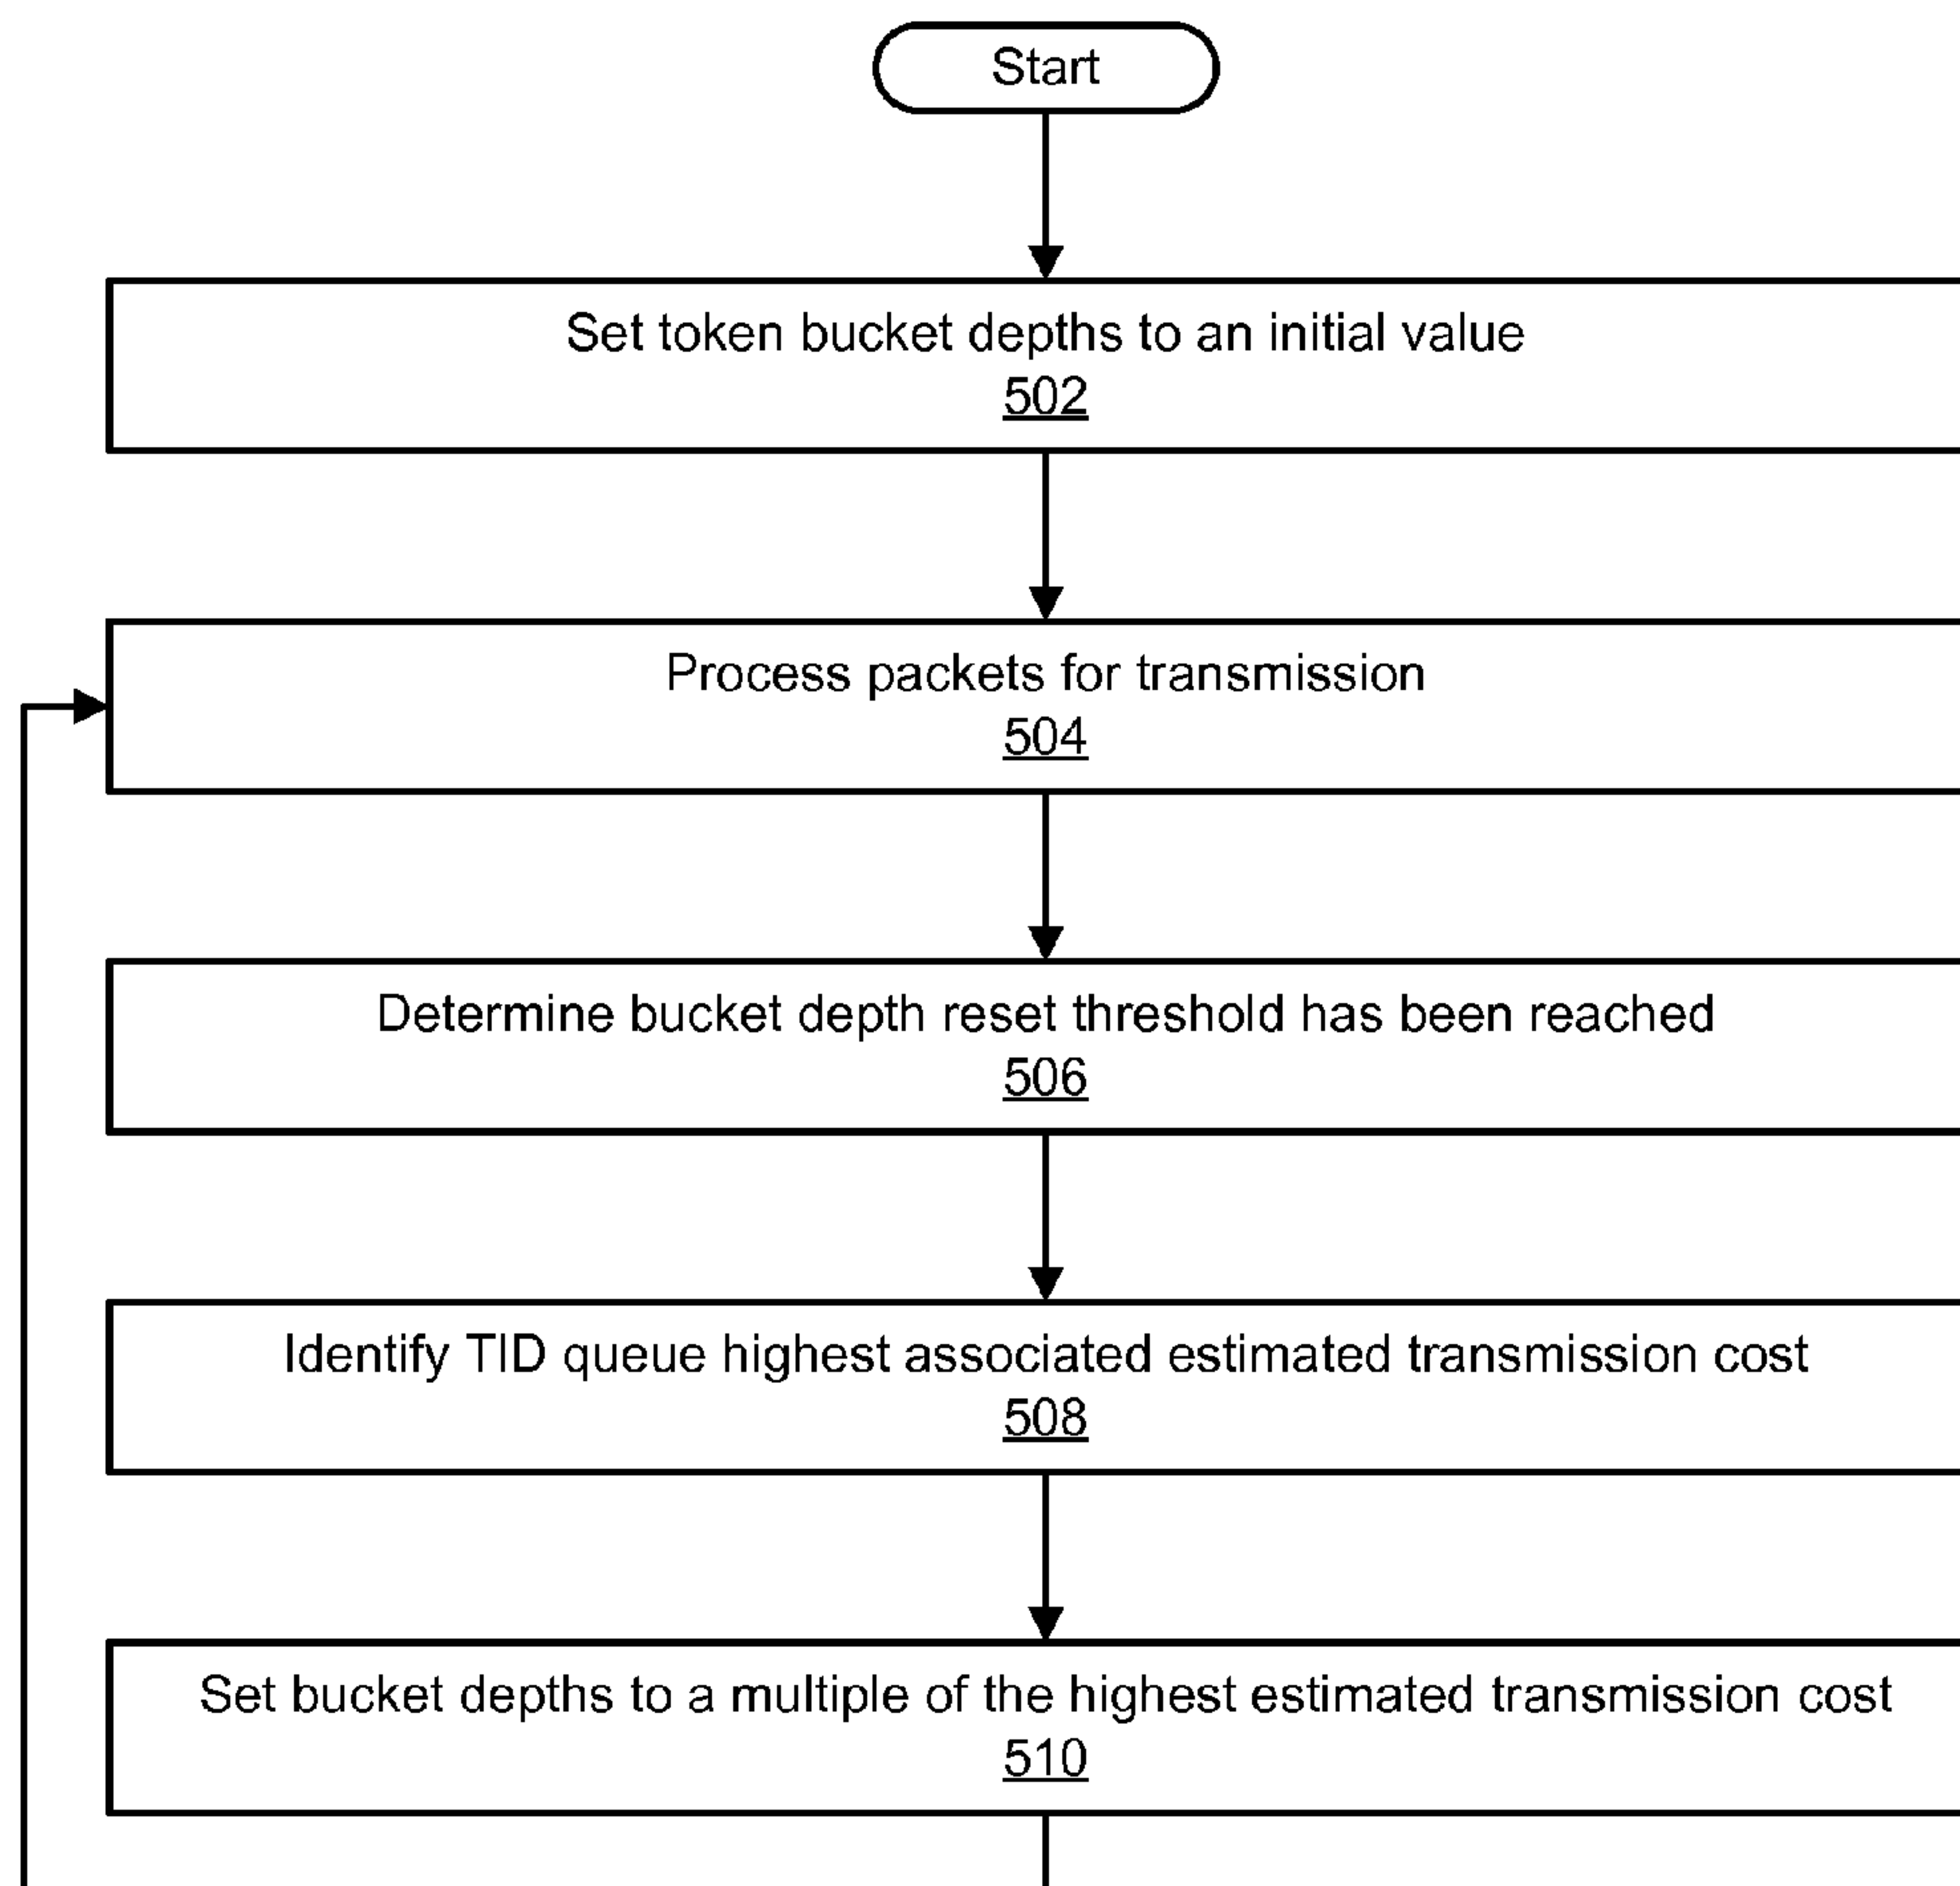 Start
Set token bucket depths to an initial value
502
Process packets for transmission
504
Determine bucket depth reset threshold has been reached
506
Identify TID queue highest associated estimated transmission cost
508
Set bucket depths to a multiple of the highest estimated transmission cost
510